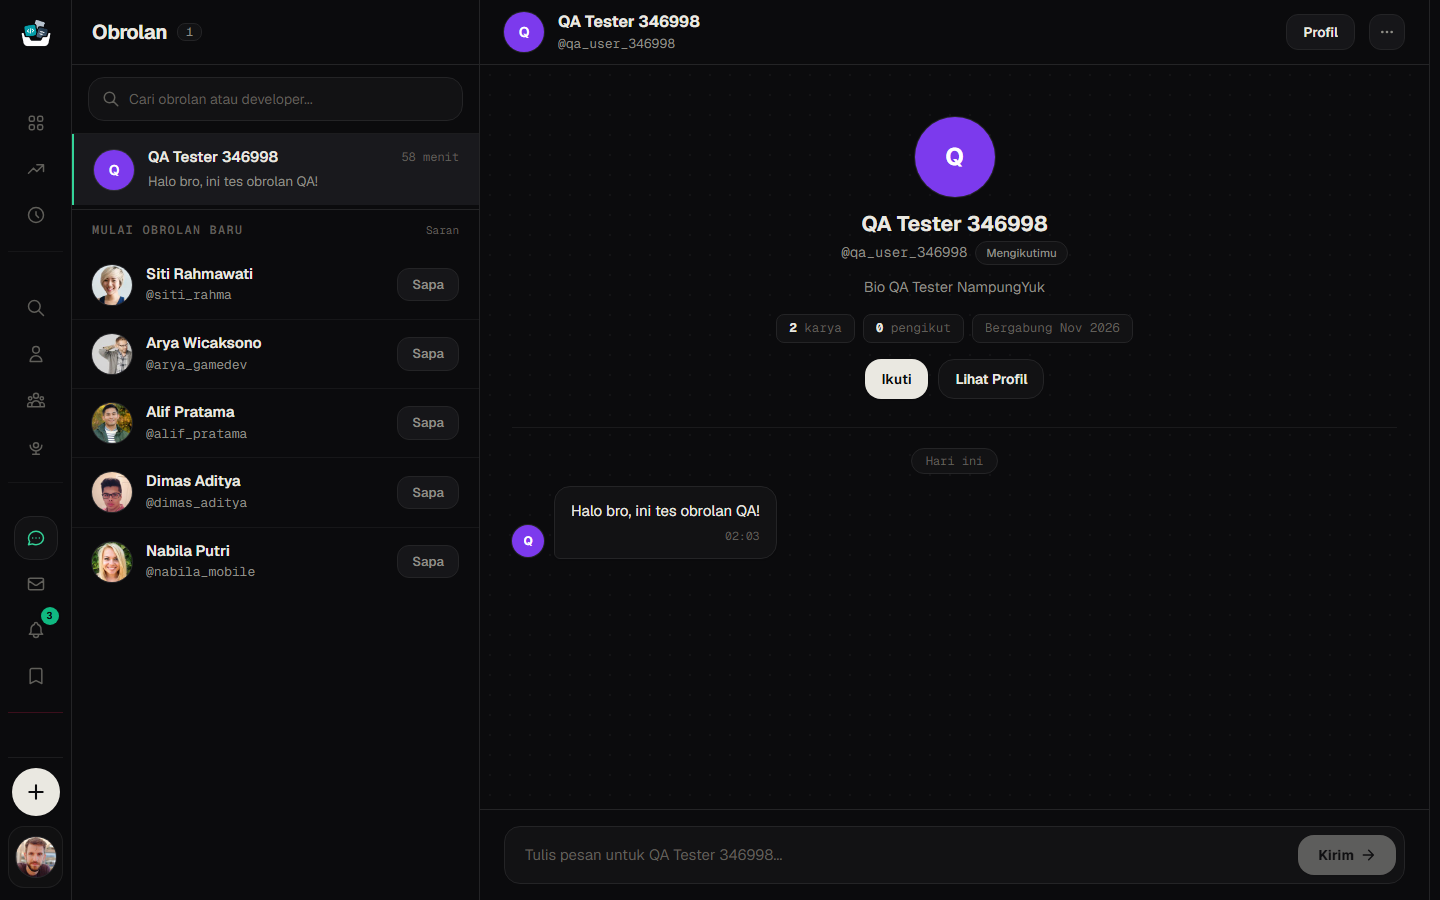 Obrolan 1
Cari obrolan atau developer...
QA Tester 346998 58 menit
Halo bro, ini tes obrolan QA!
Q
MULAI OBROLAN BARU Saran
Siti Rahmawati
@siti_rahma
Sapa
Arya Wicaksono
@arya_gamedev
Sapa
Alif Pratama
@alif_pratama
Sapa
Dimas Aditya
@dimas_aditya
Sapa
Nabila Putri
@nabila_mobile
Sapa
3
Q
QA Tester 346998
@qa_user_346998
Profil
Q
QA Tester 346998
@qa_user_346998 Mengikutimu
Bio QA Tester NampungYuk
2 karya 0 pengikut Bergabung Nov 2026
Ikuti Lihat Profil
Hari ini
Halo bro, ini tes obrolan QA!
02:03
Q
Tulis pesan untuk QA Tester 346998...
Kirim →